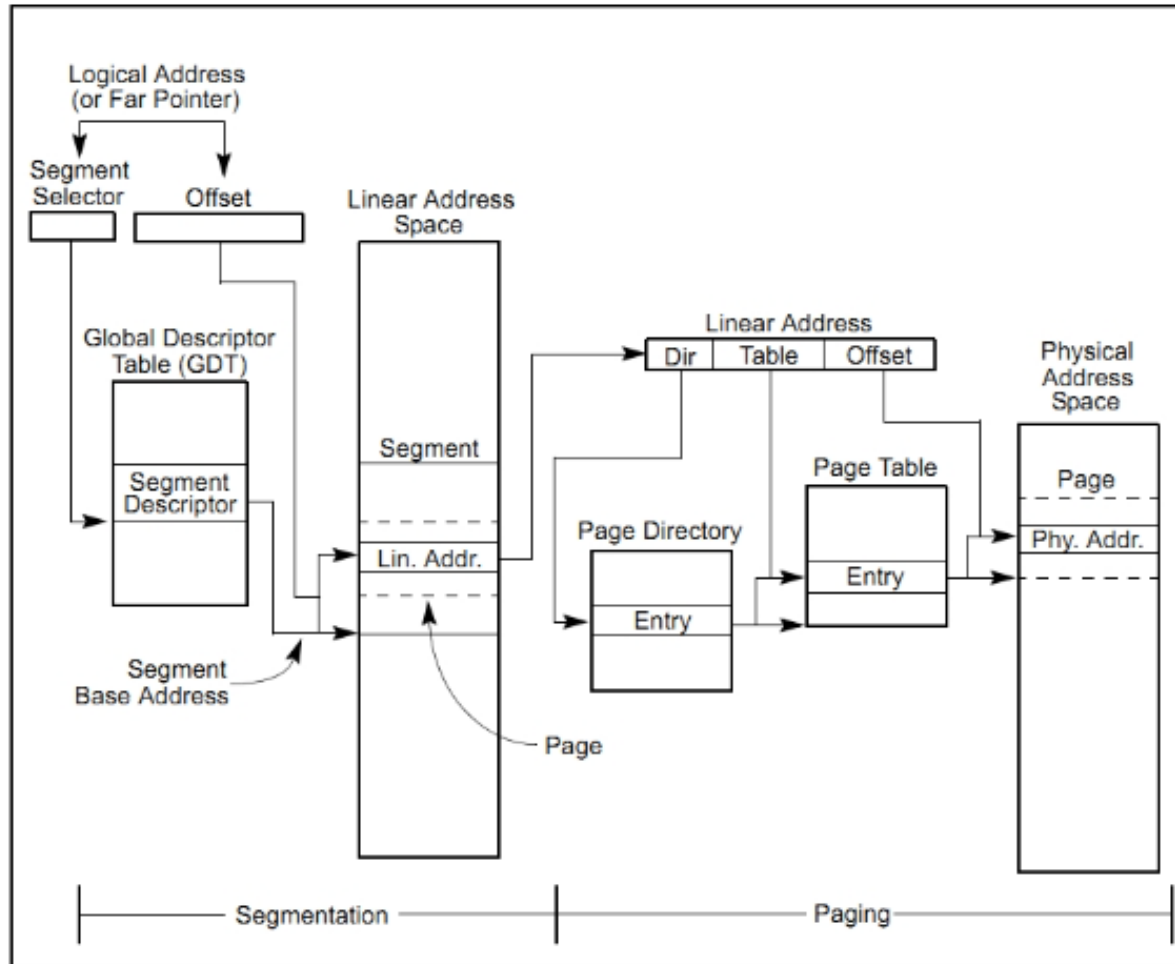 Logical Address
(or Far Pointer)
Segment
Selector
Offset
Linear Address
Space
Global Descriptor
Table (GDT)
Segment
Descriptor
Segment
Lin. Addr.
Segment
Base Address
Page
Linear Address
Dir
Table
Offset
Page Directory
Entry
Page Table
Entry
Physical
Address
Space
Page
Phy. Addr.
Segmentation
Paging